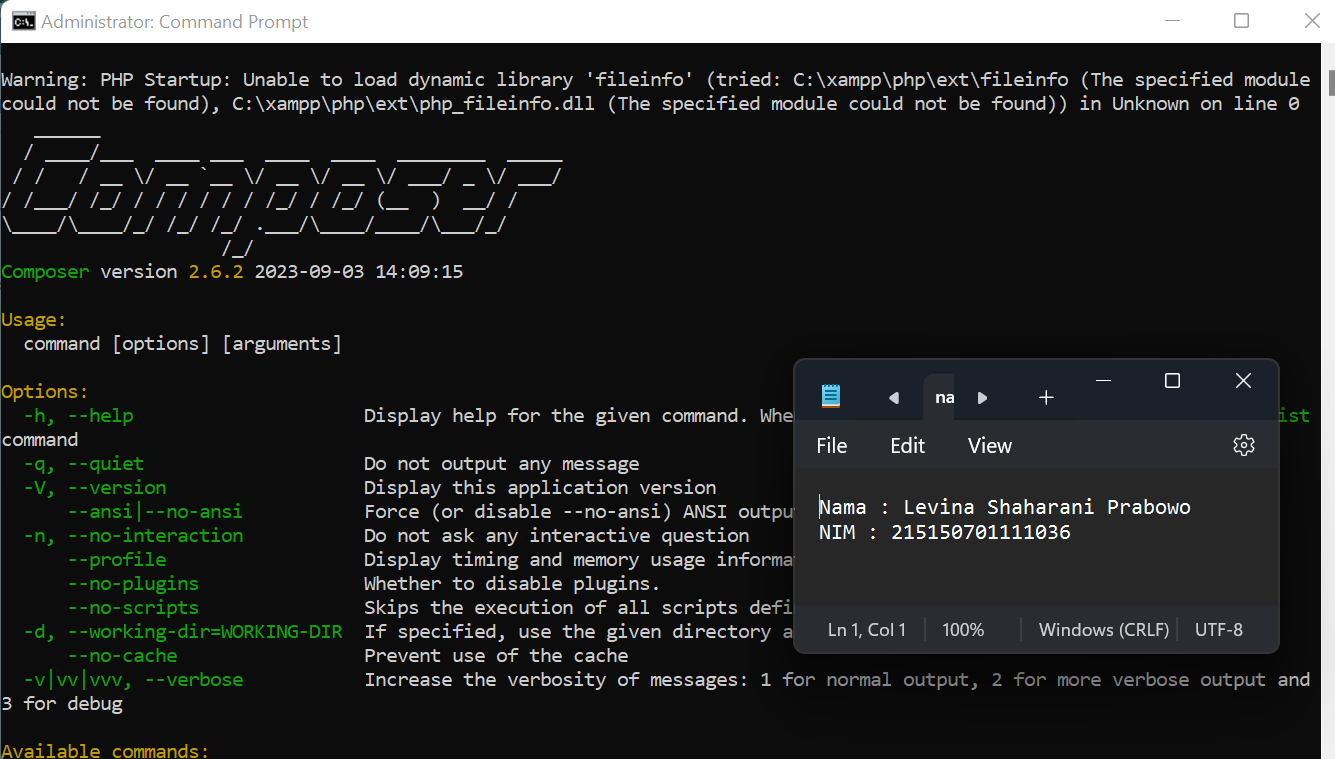 Administrator: Command Prompt
Warning: PHP Startup: Unable to load dynamic library 'fileinfo' (tried: C:\xampp\php\ext\fileinfo (The specified module
could not be found), C:\xampp\php\ext\php_fileinfo.dll (The specified module could not be found)) in Unknown on line 0
Composer
Composer version 2.6.2 2023-09-03 14:09:15
Usage:
command [options] [arguments]
Options:
-h, --help Display help for the given command. Whe ist
command
-q, --quiet Do not output any message
-V, --version Display this application version
--ansi|--no-ansi Force (or disable --no-ansi) ANSI outpu
-n, --no-interaction Do not ask any interactive question
--profile Display timing and memory usage informa
--no-plugins Whether to disable plugins.
--no-scripts Skips the execution of all scripts defi
-d, --working-dir=WORKING-DIR If specified, use the given directory a
--no-cache Prevent use of the cache
-v|vv|vvv, --verbose Increase the verbosity of messages: 1 for normal output, 2 for more verbose output and
3 for debug
Available commands:
na
File Edit View
Nama : Levina Shaharani Prabowo
NIM : 215150701111036
Ln 1, Col 1 100% Windows (CRLF) UTF-8